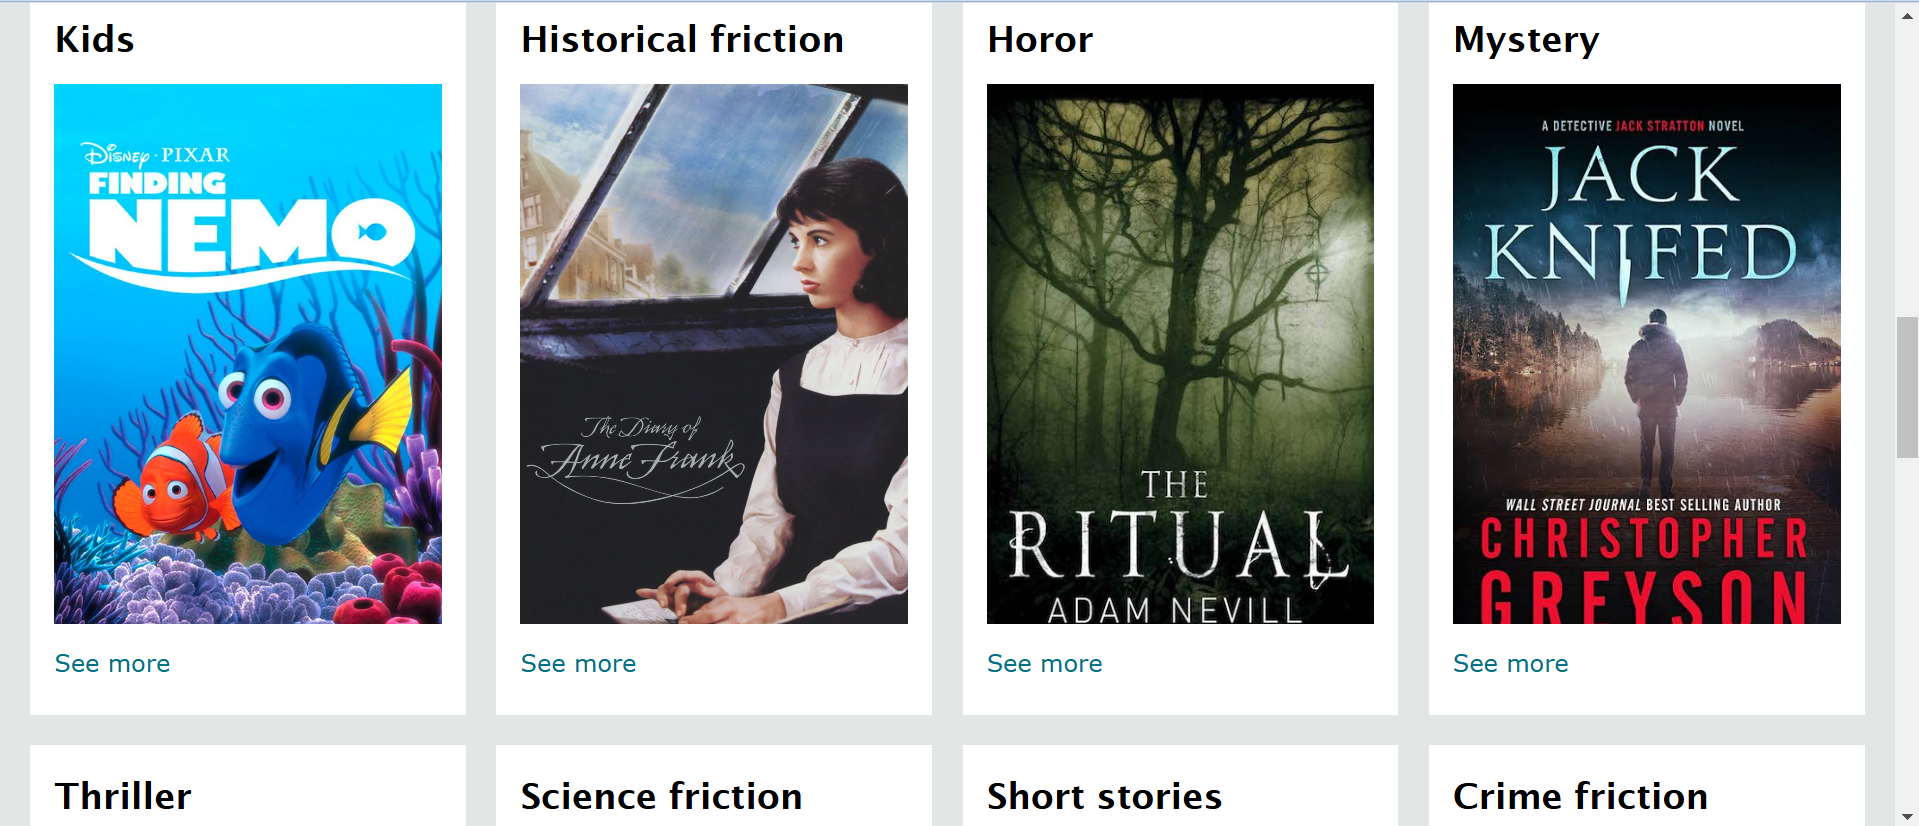 Kids
Historical friction
Horor
Mystery
Disney · PIXAR
FINDING
NEMO
The Diary of
Anne Frank
THE
RITUAL
ADAM NEVILL
A DETECTIVE JACK STRATTON NOVEL
JACK
KNIFED
WALL STREET JOURNAL BEST SELLING AUTHOR
CHRISTOPHER
GREYSON
See more
See more
See more
See more
Thriller
Science friction
Short stories
Crime friction